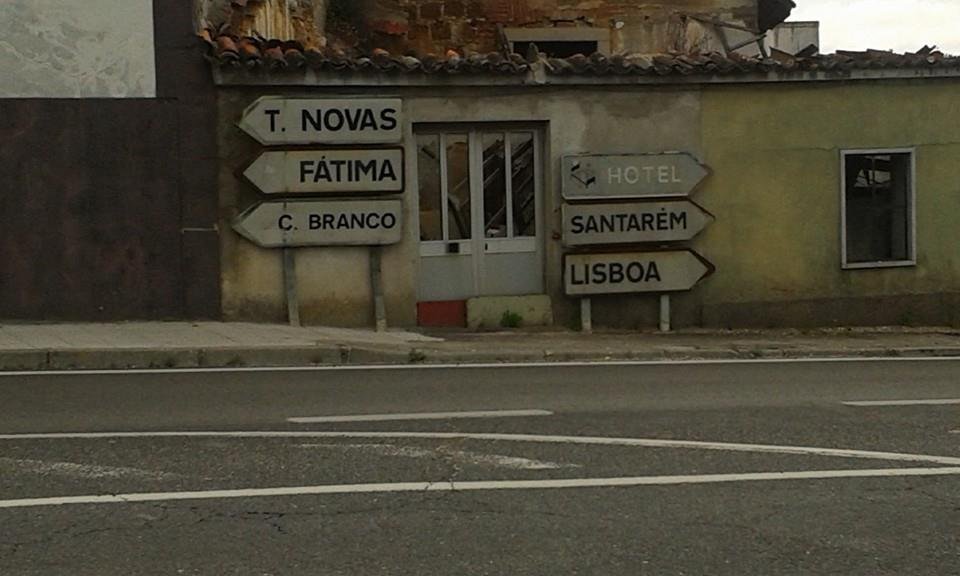 T. NOVAS
FÁTIMA
C. BRANCO
HOTEL
SANTARÉM
LISBOA